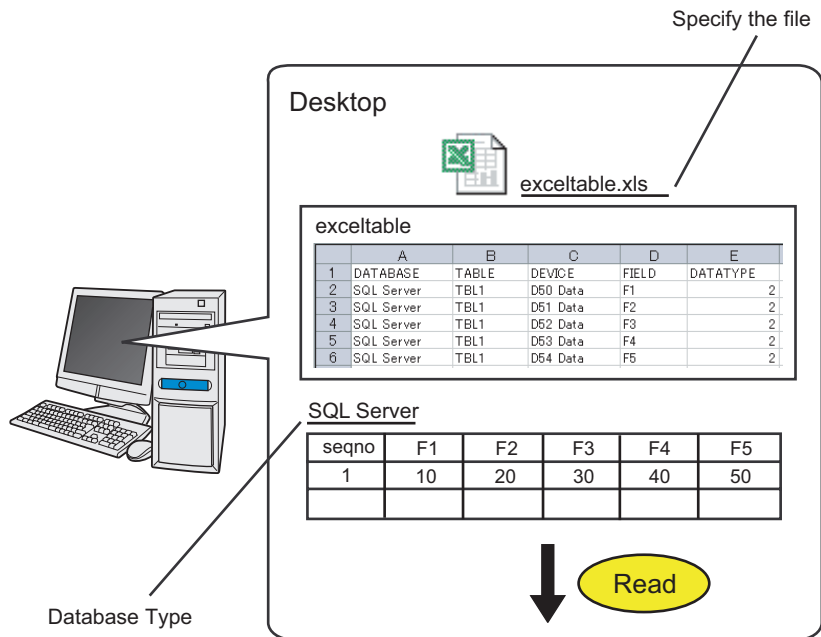 Specify the file
Desktop
exceltable.xls
exceltable
A B C D E
1 DATABASE TABLE DEVICE FIELD DATATYPE
2 SQL Server TBL1 D50 Data F1 2
3 SQL Server TBL1 D51 Data F2 2
4 SQL Server TBL1 D52 Data F3 2
5 SQL Server TBL1 D53 Data F4 2
6 SQL Server TBL1 D54 Data F5 2
SQL Server
seqno F1 F2 F3 F4 F5
1 10 20 30 40 50
Read
Database Type